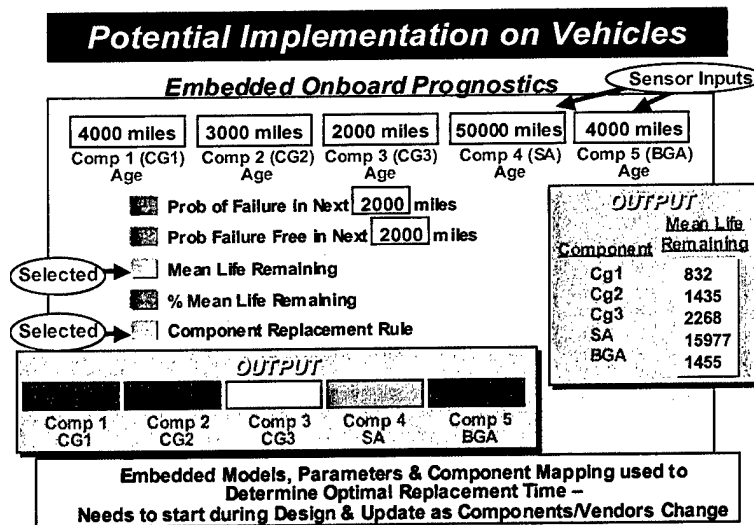 Potential Implementation on Vehicles
Embedded Onboard Prognostics
Sensor Inputs
4000 miles 3000 miles 2000 miles 50000 miles 4000 miles
Comp 1 (CG1) Comp 2 (CG2) Comp 3 (CG3) Comp 4 (SA) Comp 5 (BGA)
Age Age Age Age Age
Prob of Failure in Next 2000 miles
Prob Failure Free in Next 2000 miles
Selected Mean Life Remaining
% Mean Life Remaining
Selected Component Replacement Rule
OUTPUT
Mean Life
Component Remaining
Cg1 832
Cg2 1435
Cg3 2268
SA 15977
BGA 1455
OUTPUT
Comp 1 Comp 2 Comp 3 Comp 4 Comp 5
CG1 CG2 CG3 SA BGA
Embedded Models, Parameters & Component Mapping used to
Determine Optimal Replacement Time –
Needs to start during Design & Update as Components/Vendors Change